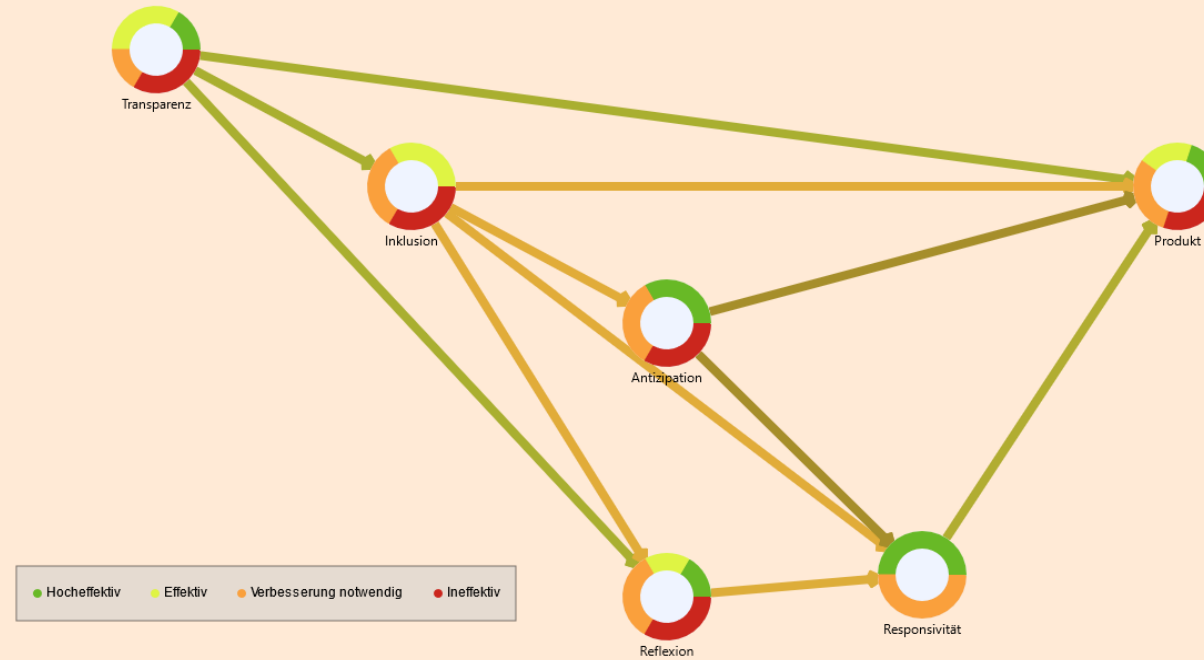 Transparenz
Inklusion
Produkt
Antizipation
Responsivität
Reflexion
Hocheffektiv
Effektiv
Verbesserung notwendig
Ineffektiv